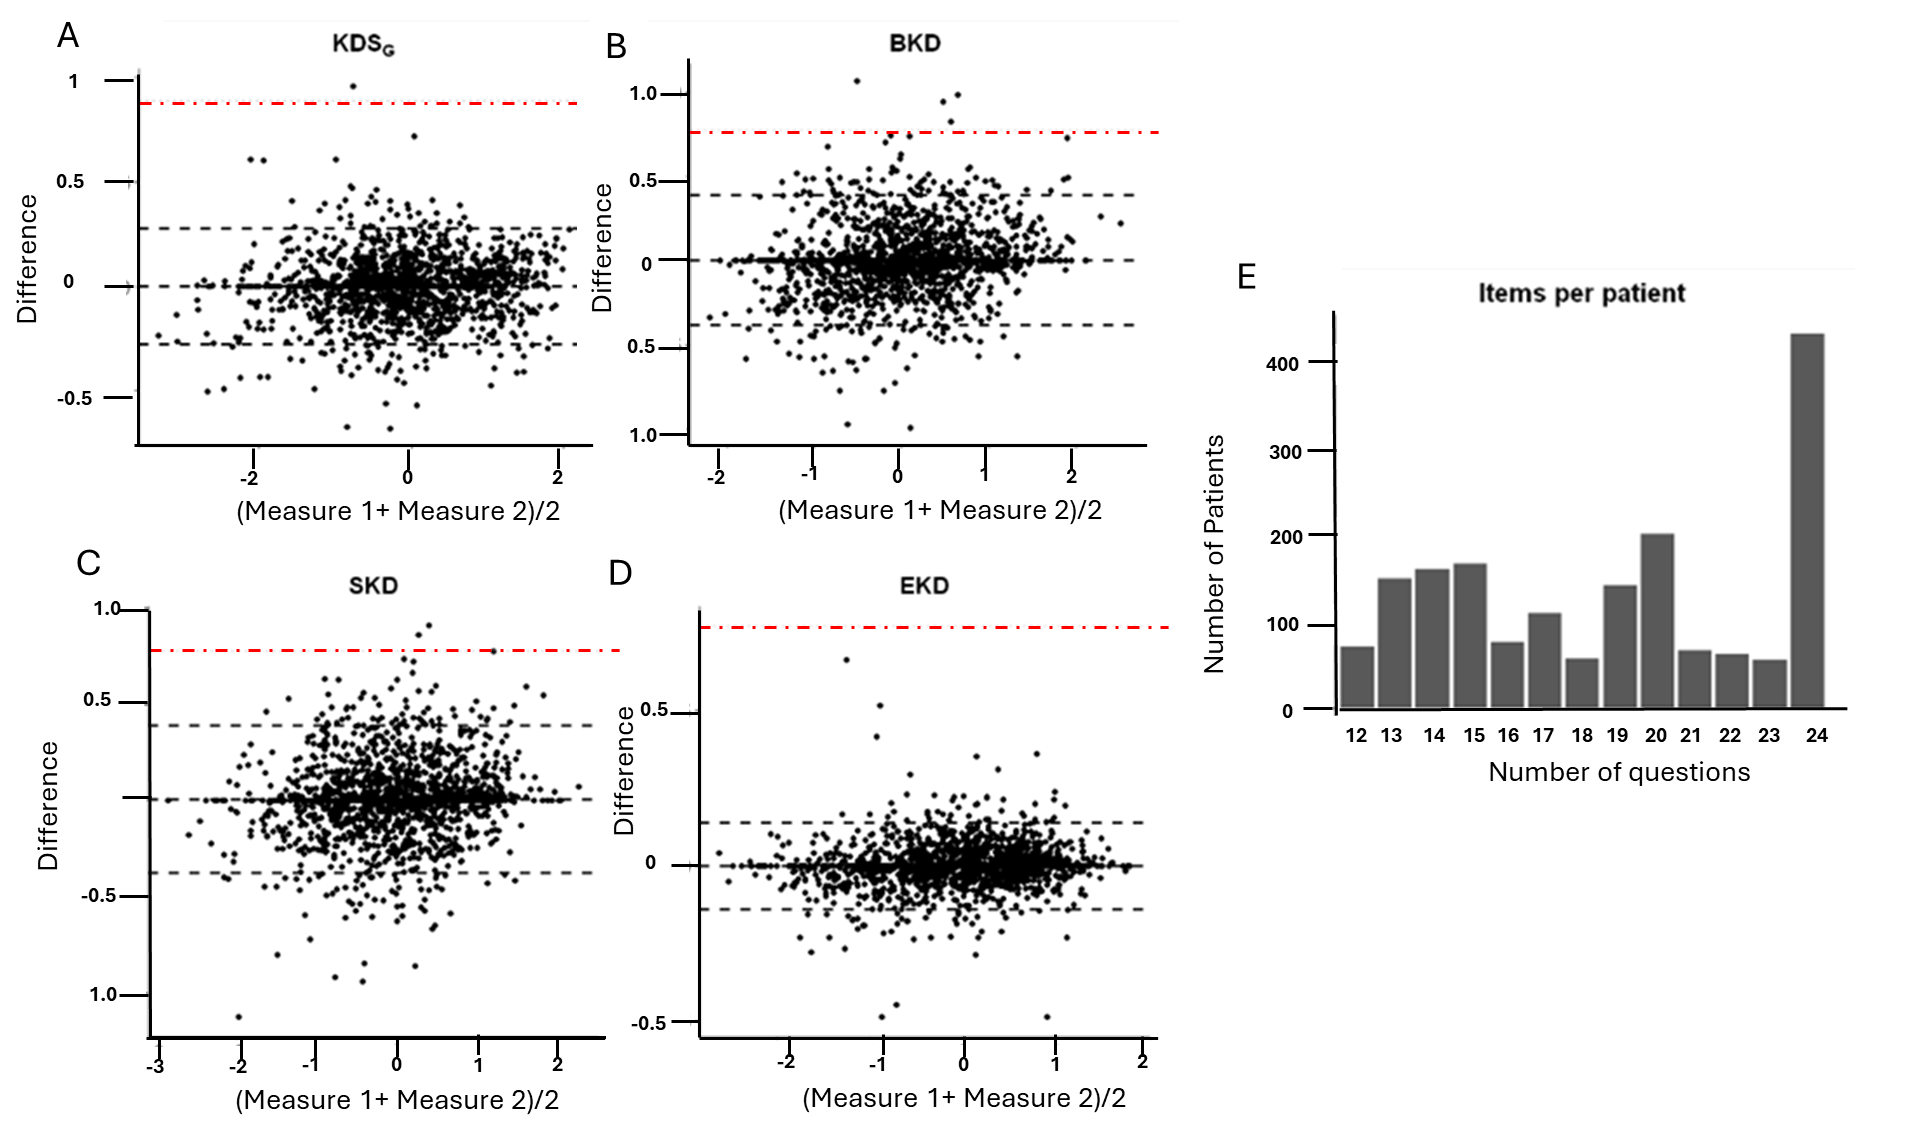 A
KDSG
1
0.5
0
-0.5
Difference
-2 0 2
(Measure 1+ Measure 2)/2
B
BKD
1.0
0.5
0
0.5
1.0
Difference
-2 -1 0 1 2
(Measure 1+ Measure 2)/2
C
SKD
1.0
0.5
-0.5
1.0
Difference
-3 -2 -1 0 1 2
(Measure 1+ Measure 2)/2
D
EKD
0.5
0
-0.5
Difference
-2 -1 0 1 2
(Measure 1+ Measure 2)/2
E
Items per patient
400
300
200
100
0
Number of Patients
12 13 14 15 16 17 18 19 20 21 22 23 24
Number of questions